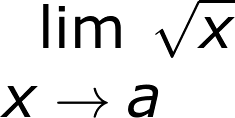 lim √x
x → a